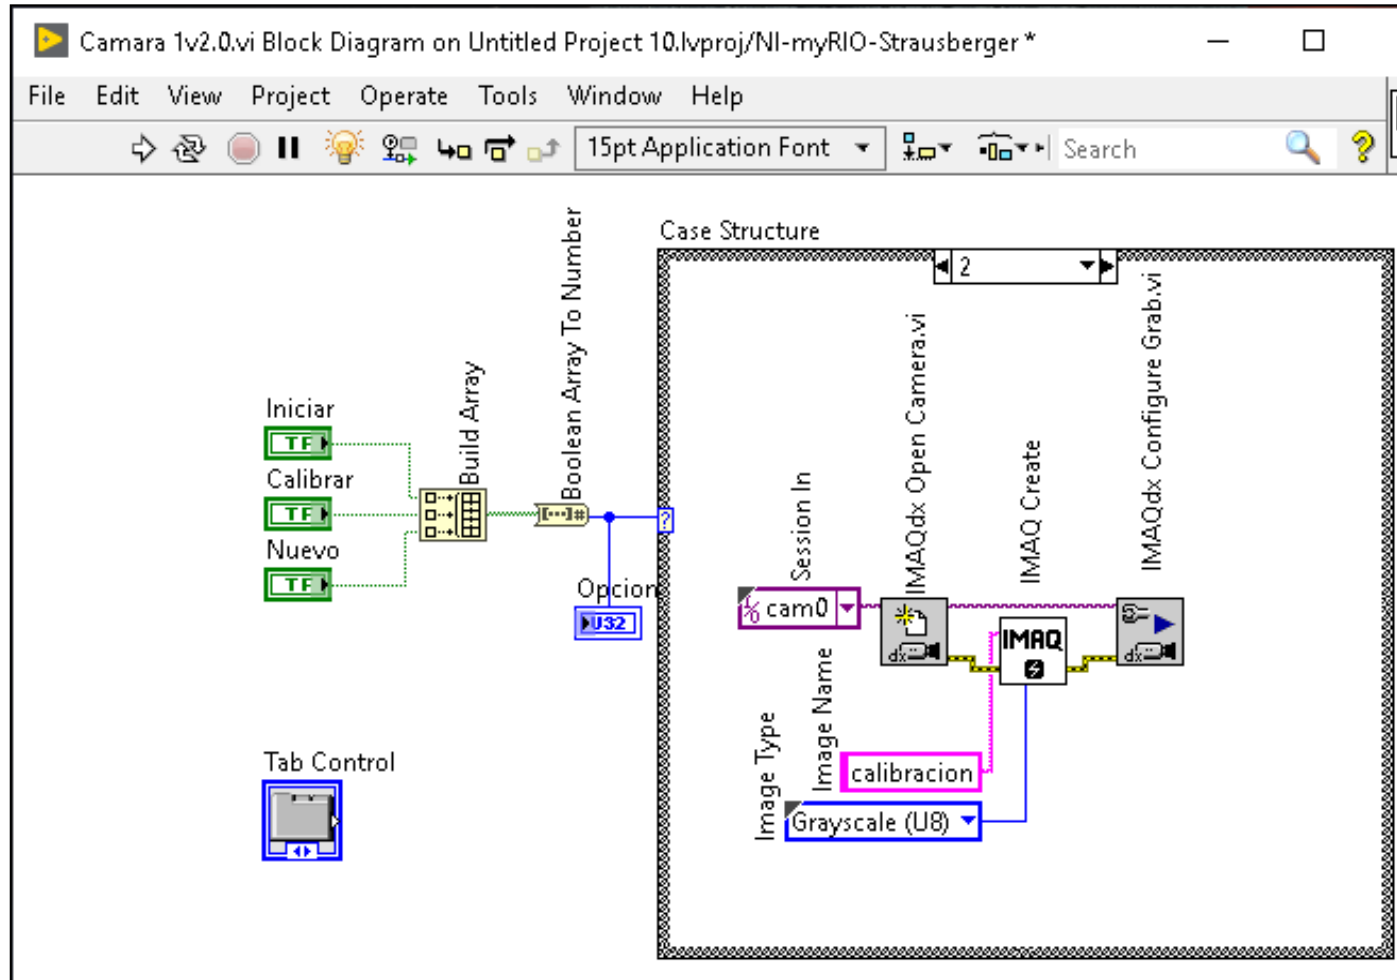 Camara 1v2.0.vi Block Diagram on Untitled Project 10.lvproj/NI-myRIO-Strausberger *
File Edit View Project Operate Tools Window Help
15pt Application Font
Search
?
Case Structure
2
Iniciar
TF
Calibrar
TF
Nuevo
TF
Build Array
Boolean Array To Number
?
Opcion
U32
Session In
cam0
IMAQdx Open Camera.vi
dx
IMAQ Create
IMAQ
IMAQdx Configure Grab.vi
dx
Image Name
calibracion
Image Type
Grayscale (U8)
Tab Control